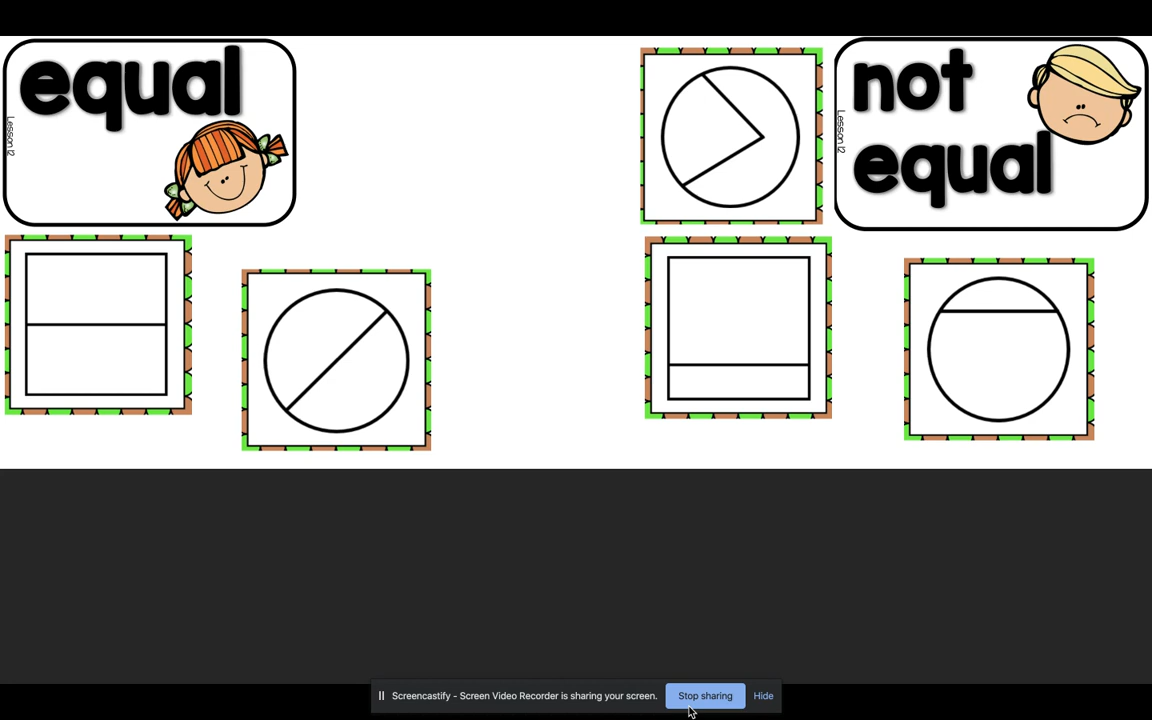 equal
Lesson 12
not
equal
Lesson 12
Screencastify - Screen Video Recorder is sharing your screen.
Stop sharing
Hide